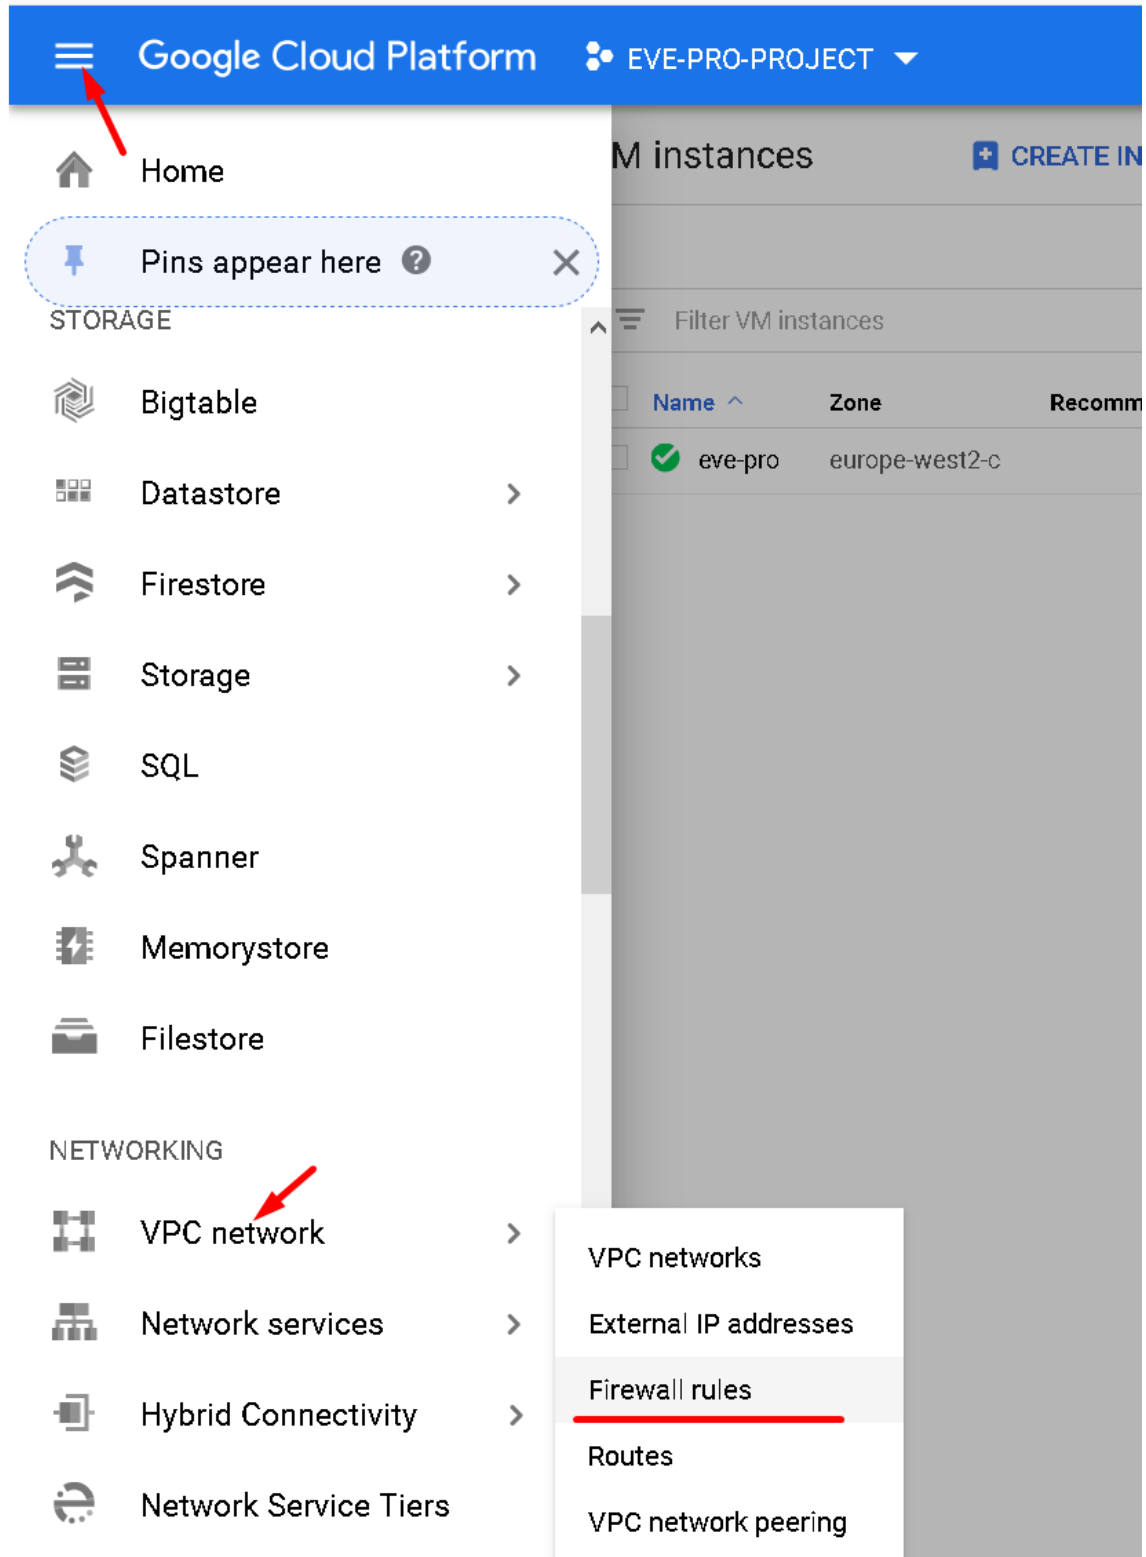 Google Cloud Platform EVE-PRO-PROJECT
Home
Pins appear here ?
STORAGE
Bigtable
Datastore
Firestore
Storage
SQL
Spanner
Memorystore
Filestore
NETWORKING
VPC network
Network services
Hybrid Connectivity
Network Service Tiers
M instances CREATE IN
Filter VM instances
Name Zone Recomm
eve-pro europe-west2-c
VPC networks
External IP addresses
Firewall rules
Routes
VPC network peering